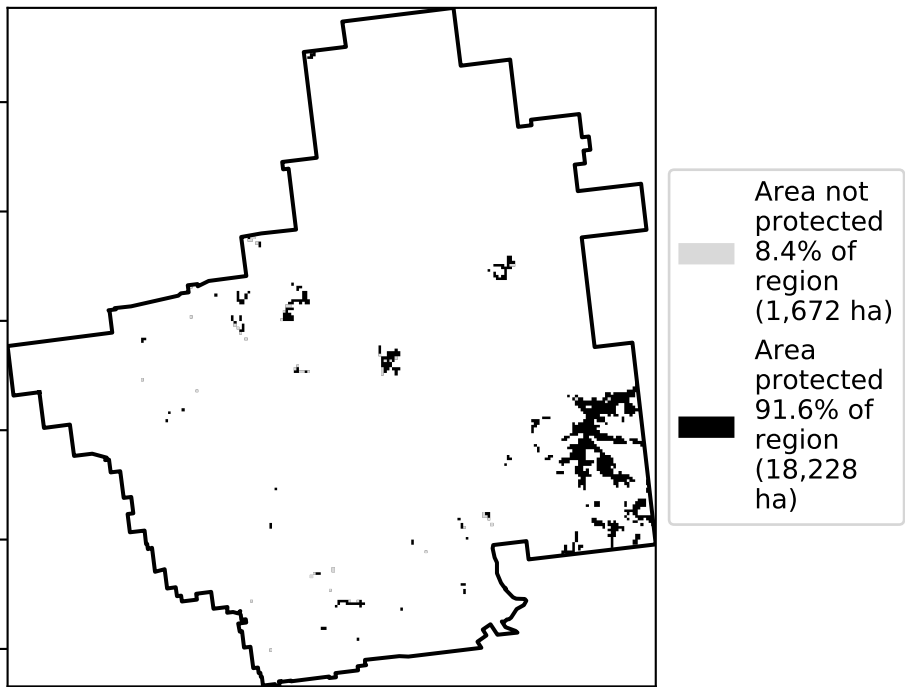 Area not
protected
8.4% of
region
(1,672 ha)
Area
protected
91.6% of
region
(18,228
ha)